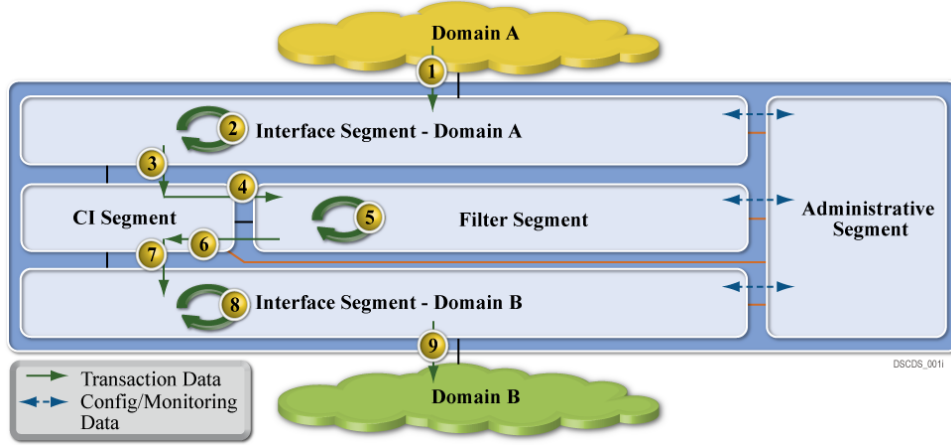 Domain A
1
2
Interface Segment - Domain A
3
4
CI Segment
5
Filter Segment
Administrative
Segment
6
7
8
Interface Segment - Domain B
9
DSCDS_001i
Transaction Data
Config/Monitoring
Data
Domain B